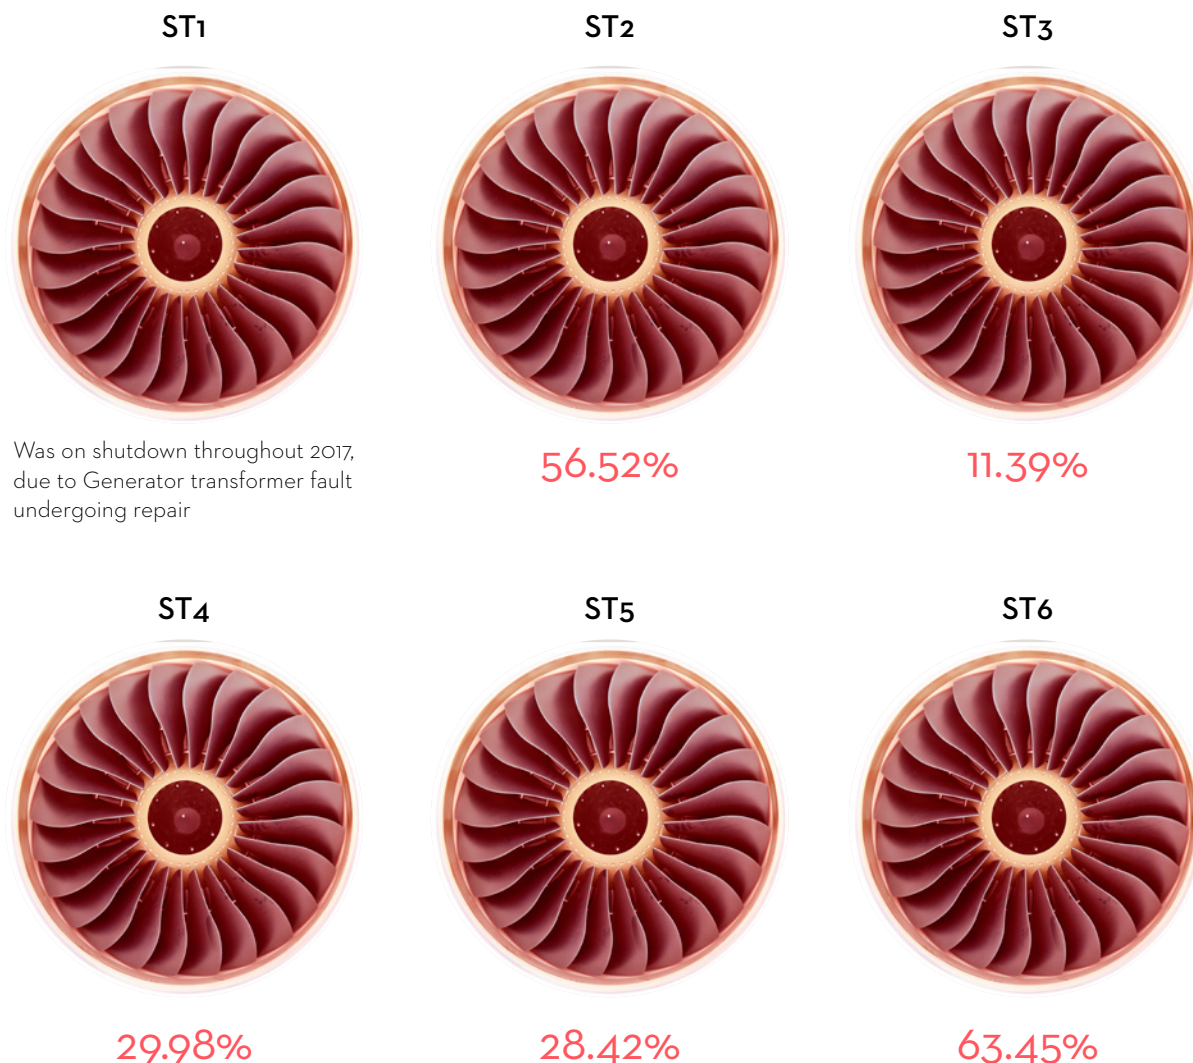 ST1
ST2
ST3
Was on shutdown throughout 2017,
due to Generator transformer fault
undergoing repair
56.52%
11.39%
ST4
ST5
ST6
29.98%
28.42%
63.45%